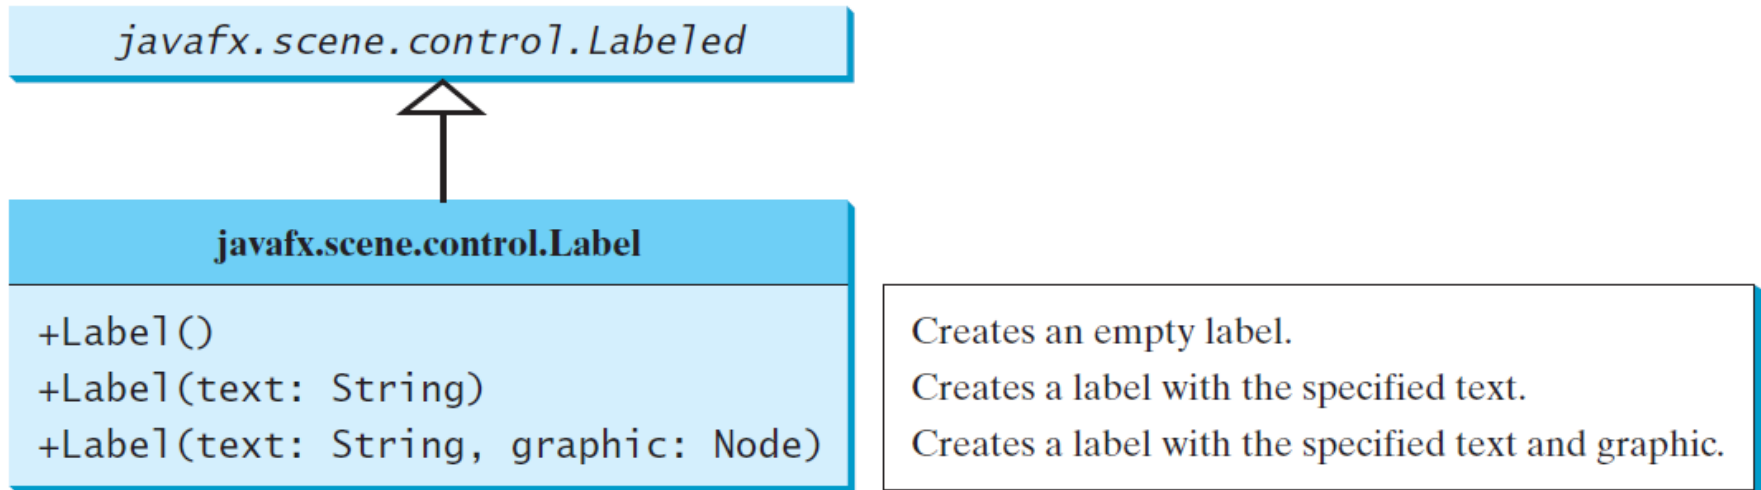 javafx.scene.control.Labeled
javafx.scene.control.Label
+Label()
Creates an empty label.
+Label(text: String)
Creates a label with the specified text.
+Label(text: String, graphic: Node)
Creates a label with the specified text and graphic.